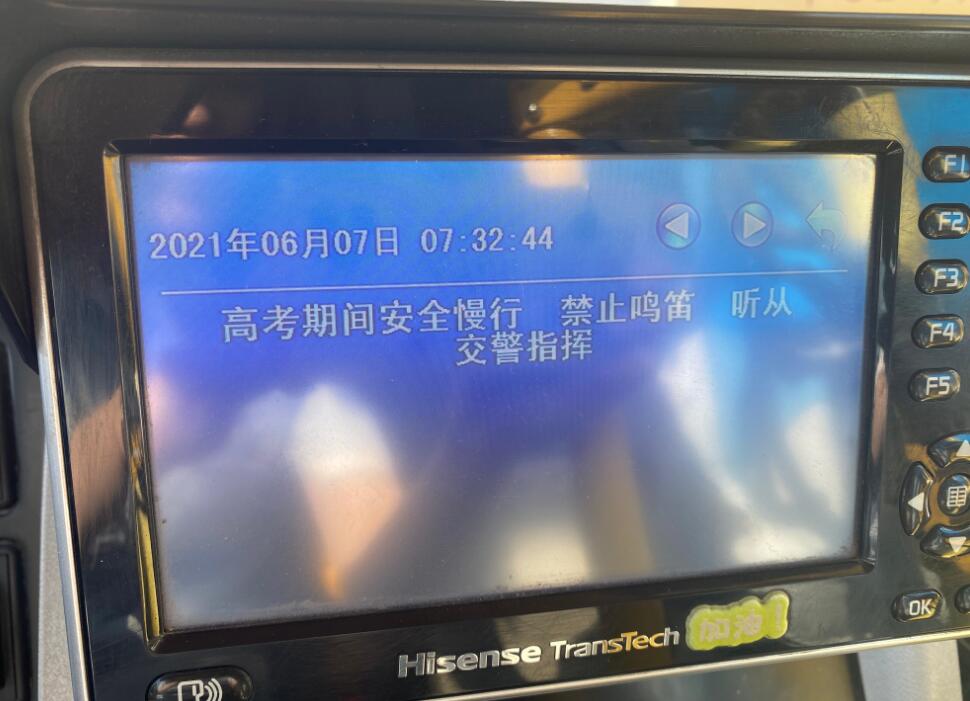 2021年06月07日 07:32:44
高考期间安全慢行 禁止鸣笛 听从
交警指挥
F1
F2
F3
F4
F5
OK
Hisense TransTech 加油！